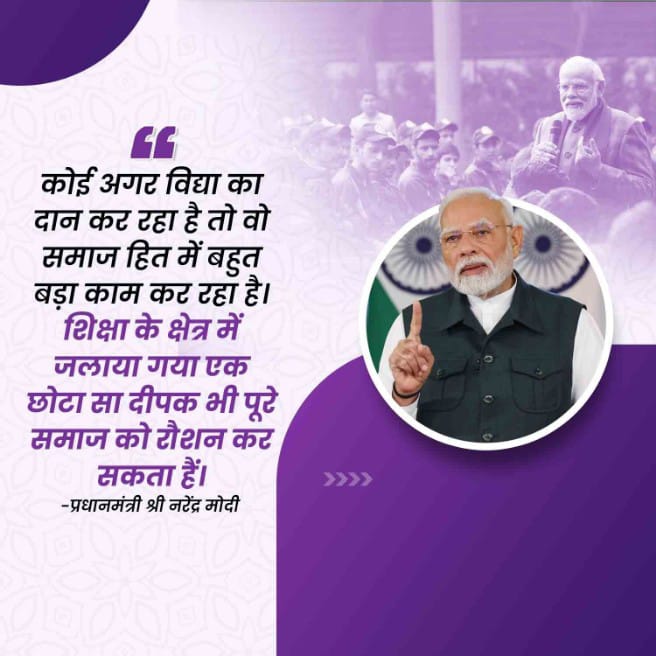 कोई अगर विद्या का
दान कर रहा है तो वो
समाज हित में बहुत
बड़ा काम कर रहा है।
शिक्षा के क्षेत्र में
जलाया गया एक
छोटा सा दीपक भी पूरे
समाज को रौशन कर
सकता हैं।
-प्रधानमंत्री श्री नरेंद्र मोदी